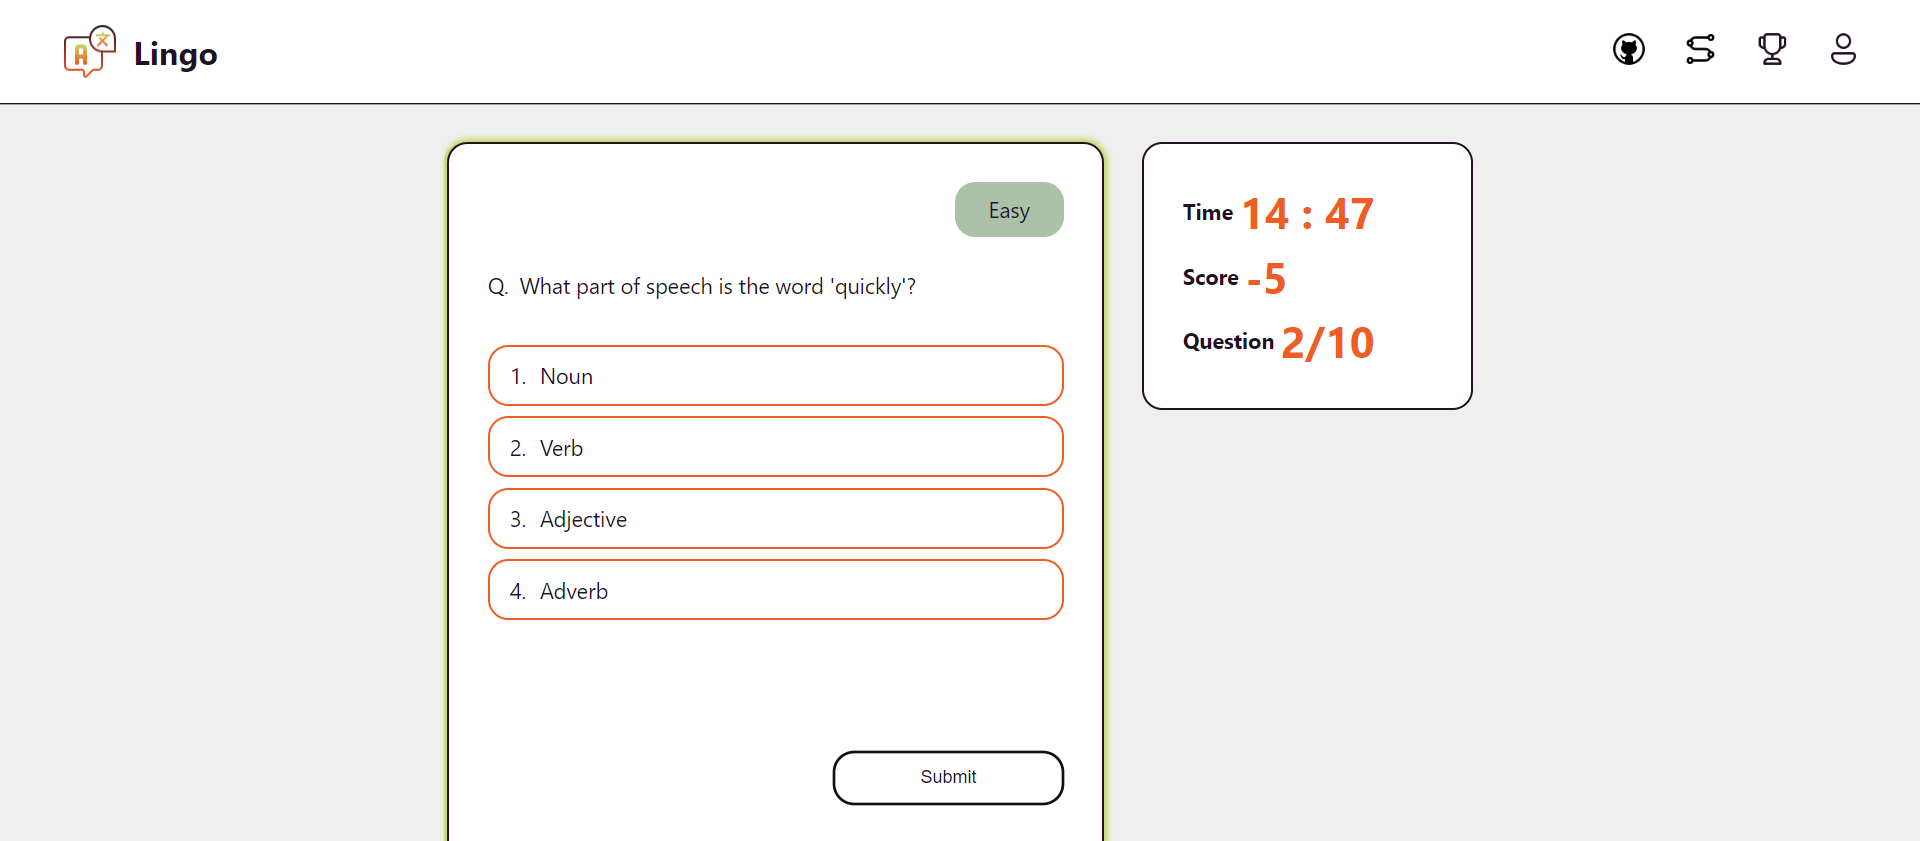 Lingo
Easy
Q. What part of speech is the word 'quickly'?
1. Noun
2. Verb
3. Adjective
4. Adverb
Submit
Time 14 : 47
Score -5
Question 2/10